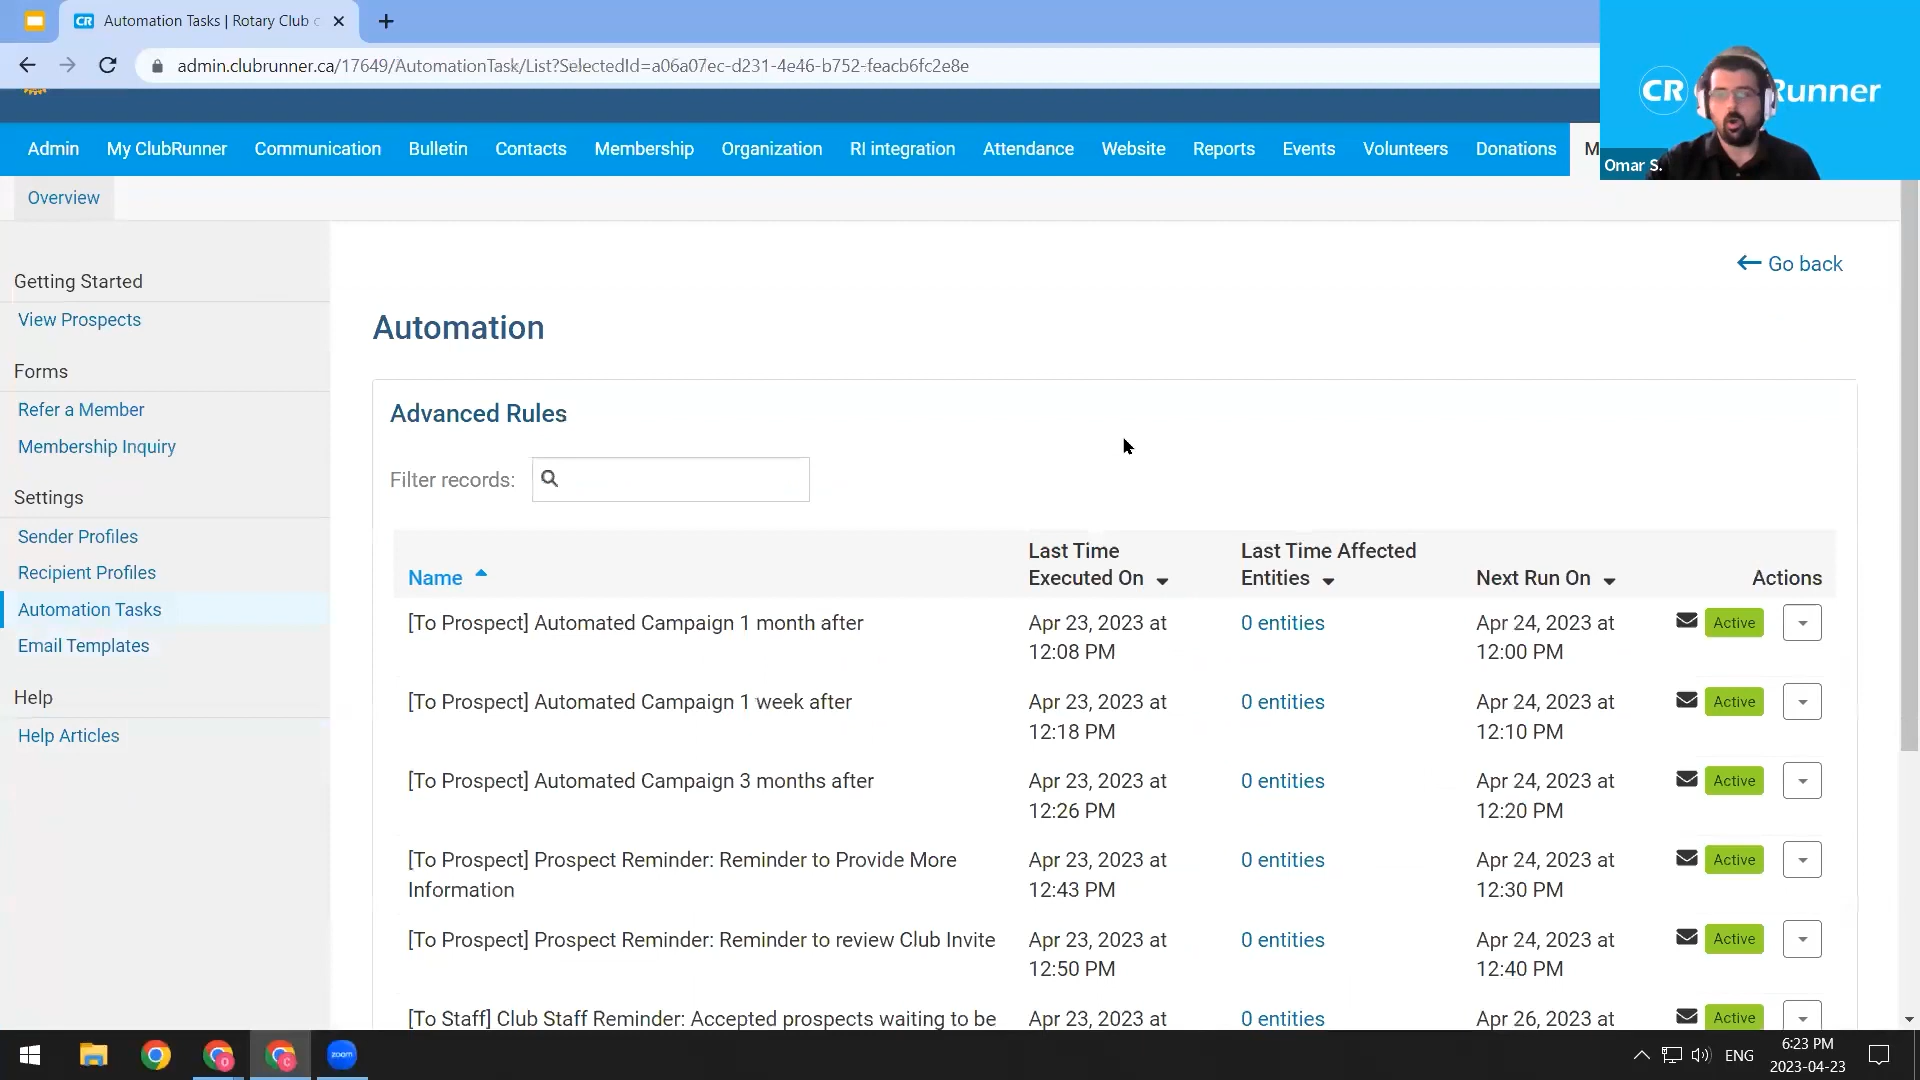 Automation Tasks | Rotary Club
admin.clubrunner.ca/17649/AutomationTask/List?SelectedId=a06a07ec-d231-4e46-b752-feacb6fc2e8e
CR Runner
Omar S.
Admin My ClubRunner Communication Bulletin Contacts Membership Organization RI integration Attendance Website Reports Events Volunteers Donations M
Overview
Getting Started
View Prospects
Forms
Refer a Member
Membership Inquiry
Settings
Sender Profiles
Recipient Profiles
Automation Tasks
Email Templates
Help
Help Articles
Go back
Automation
Advanced Rules
Filter records:
Last Time Last Time Affected
Name Executed On Entities Next Run On Actions
[To Prospect] Automated Campaign 1 month after Apr 23, 2023 at 0 entities Apr 24, 2023 at Active
12:08 PM 12:00 PM
[To Prospect] Automated Campaign 1 week after Apr 23, 2023 at 0 entities Apr 24, 2023 at Active
12:18 PM 12:10 PM
[To Prospect] Automated Campaign 3 months after Apr 23, 2023 at 0 entities Apr 24, 2023 at Active
12:26 PM 12:20 PM
[To Prospect] Prospect Reminder: Reminder to Provide More Apr 23, 2023 at 0 entities Apr 24, 2023 at Active
Information 12:43 PM 12:30 PM
[To Prospect] Prospect Reminder: Reminder to review Club Invite Apr 23, 2023 at 0 entities Apr 24, 2023 at Active
12:50 PM 12:40 PM
[To Staff] Club Staff Reminder: Accepted prospects waiting to be Apr 23, 2023 at 0 entities Apr 26, 2023 at Active
zoom
ENG
6:23 PM
2023-04-23